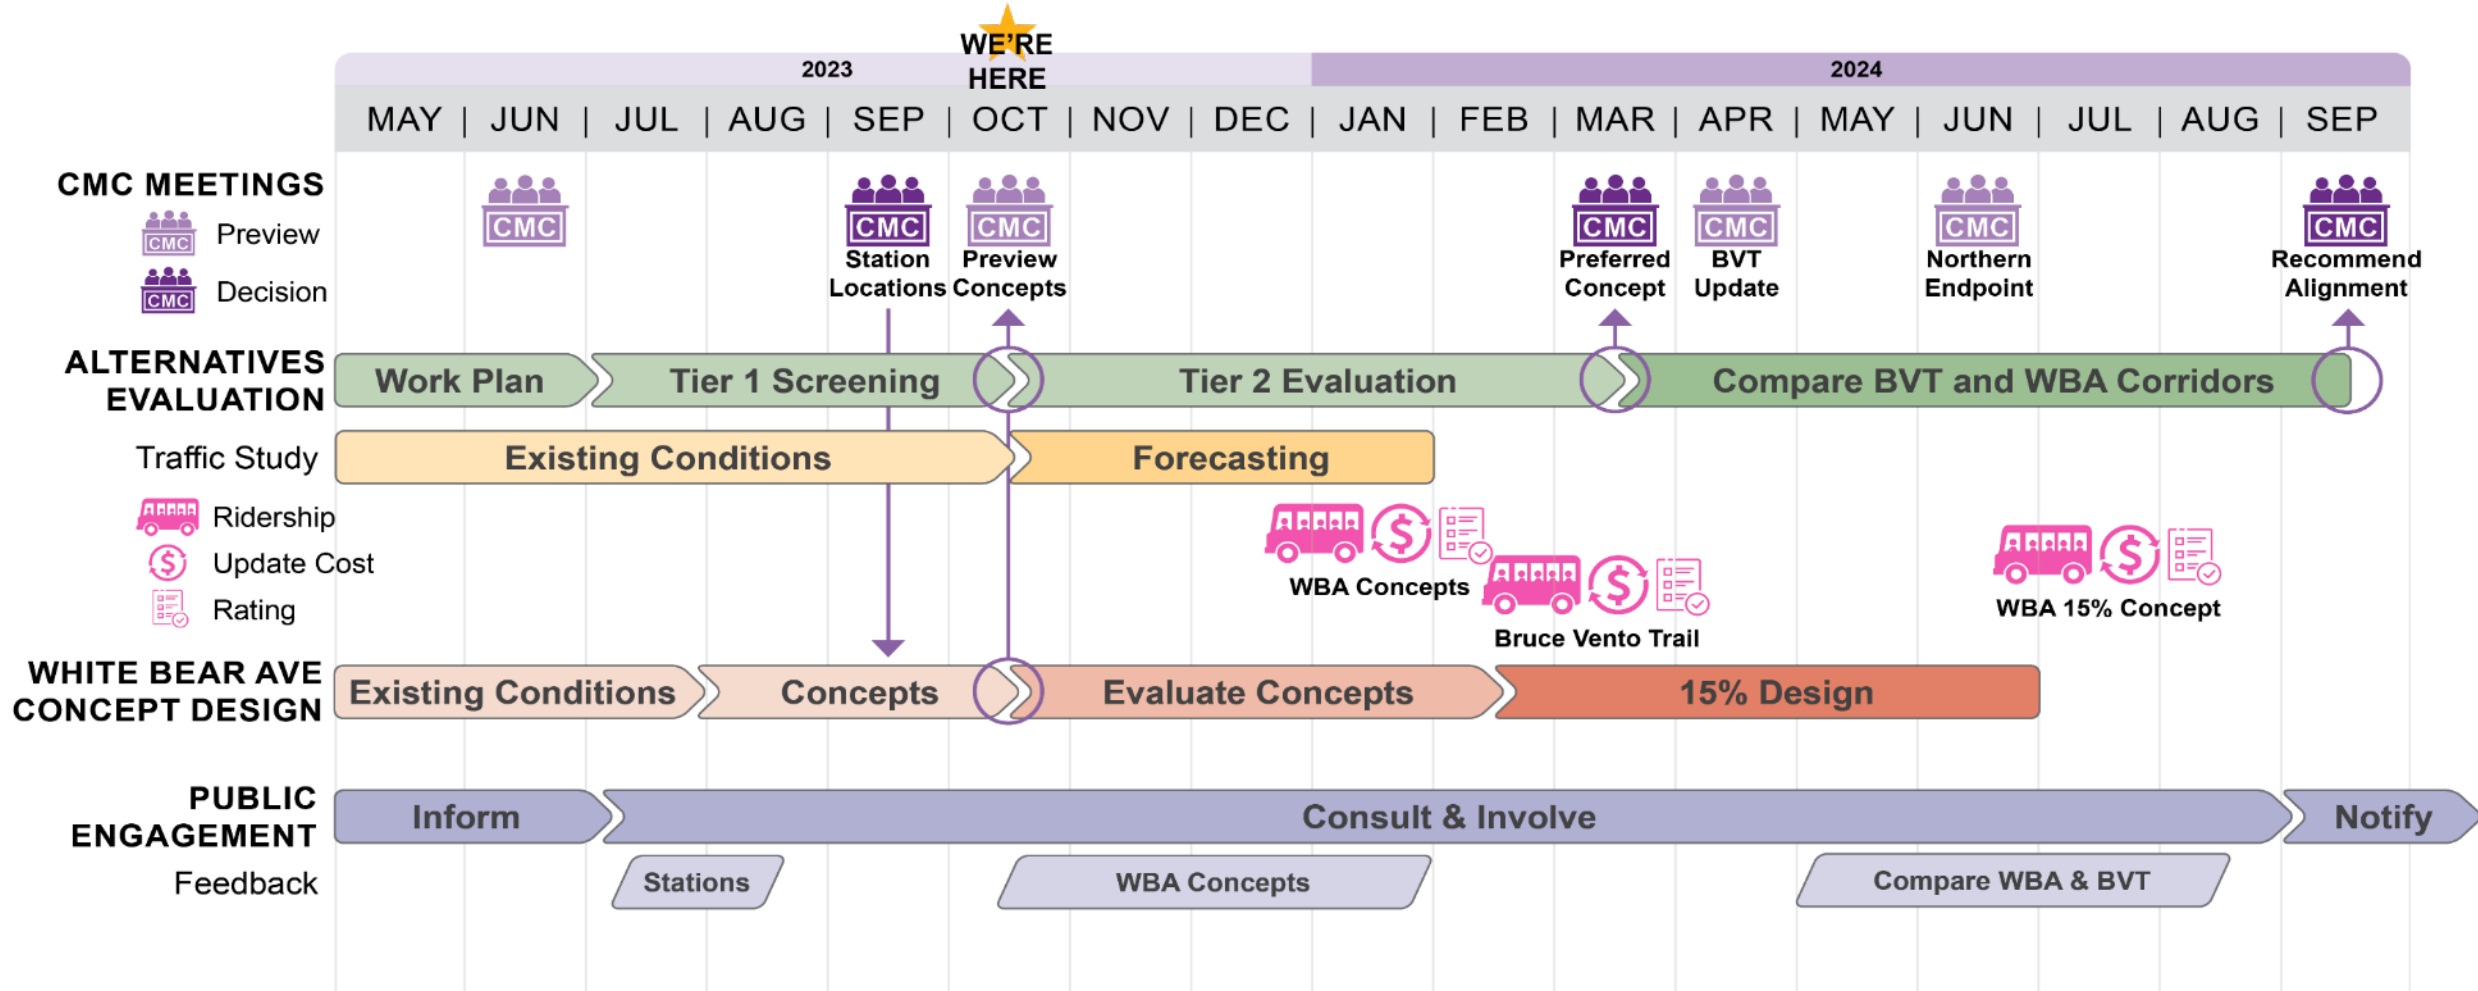 WE'RE
HERE
2023
2024
MAY | JUN | JUL | AUG | SEP | OCT | NOV | DEC | JAN | FEB | MAR | APR | MAY | JUN | JUL | AUG | SEP
CMC MEETINGS
CMC Preview
CMC Decision
CMC
CMC
Station
Locations
CMC
Preview
Concepts
CMC
Preferred
Concept
CMC
BVT
Update
CMC
Northern
Endpoint
CMC
Recommend
Alignment
ALTERNATIVES
EVALUATION
Work Plan
Tier 1 Screening
Tier 2 Evaluation
Compare BVT and WBA Corridors
Traffic Study
Existing Conditions
Forecasting
Ridership
$ Update Cost
Rating
$
WBA Concepts
$
Bruce Vento Trail
$
WBA 15% Concept
WHITE BEAR AVE
CONCEPT DESIGN
Existing Conditions
Concepts
Evaluate Concepts
15% Design
PUBLIC
ENGAGEMENT
Inform
Consult & Involve
Notify
Feedback
Stations
WBA Concepts
Compare WBA & BVT